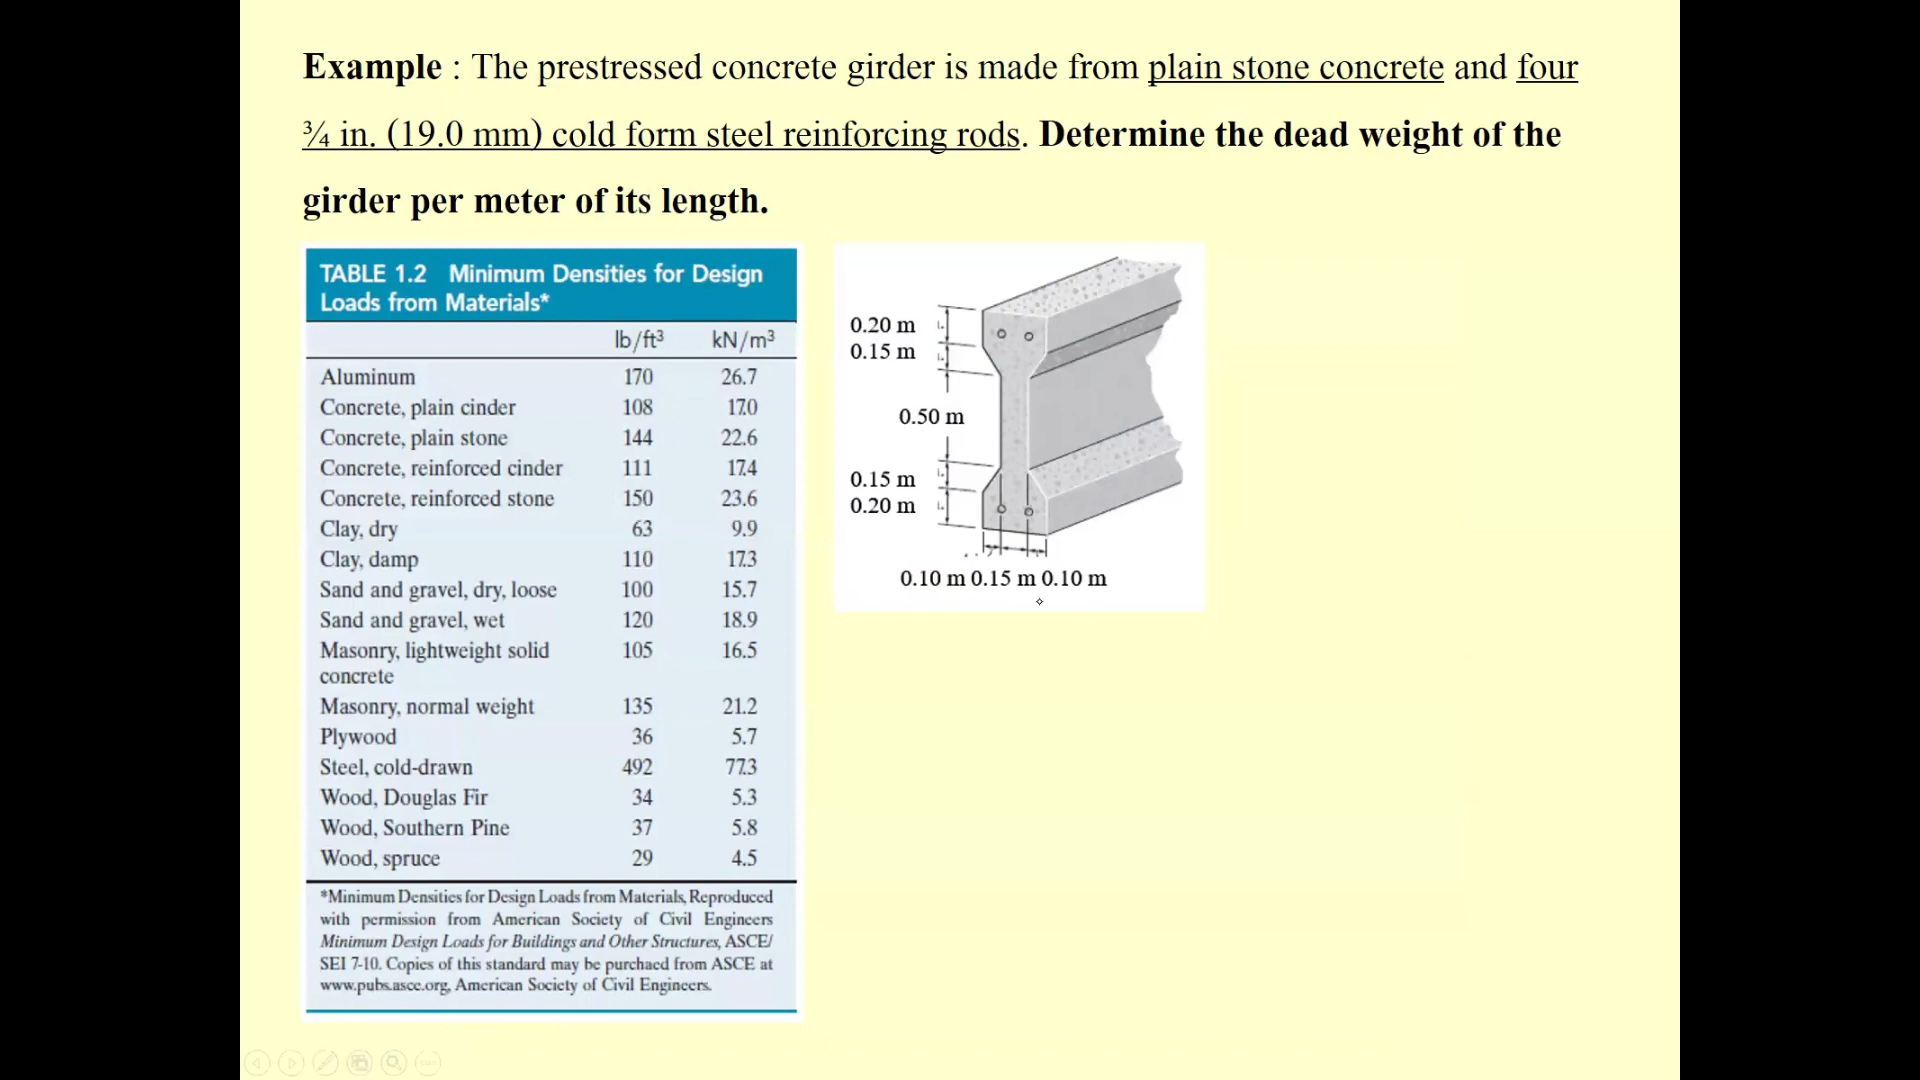 Example : The prestressed concrete girder is made from plain stone concrete and four
¾ in. (19.0 mm) cold form steel reinforcing rods. Determine the dead weight of the
girder per meter of its length.
TABLE 1.2 Minimum Densities for Design
Loads from Materials*
lb/ft³ kN/m³
Aluminum 170 26.7
Concrete, plain cinder 108 17.0
Concrete, plain stone 144 22.6
Concrete, reinforced cinder 111 17.4
Concrete, reinforced stone 150 23.6
Clay, dry 63 9.9
Clay, damp 110 17.3
Sand and gravel, dry, loose 100 15.7
Sand and gravel, wet 120 18.9
Masonry, lightweight solid 105 16.5
concrete
Masonry, normal weight 135 21.2
Plywood 36 5.7
Steel, cold-drawn 492 77.3
Wood, Douglas Fir 34 5.3
Wood, Southern Pine 37 5.8
Wood, spruce 29 4.5
*Minimum Densities for Design Loads from Materials, Reproduced
with permission from American Society of Civil Engineers
Minimum Design Loads for Buildings and Other Structures, ASCE/
SEI 7-10. Copies of this standard may be purchaed from ASCE at
www.pubs.asce.org, American Society of Civil Engineers.
0.20 m
0.15 m
0.50 m
0.15 m
0.20 m
0.10 m 0.15 m 0.10 m